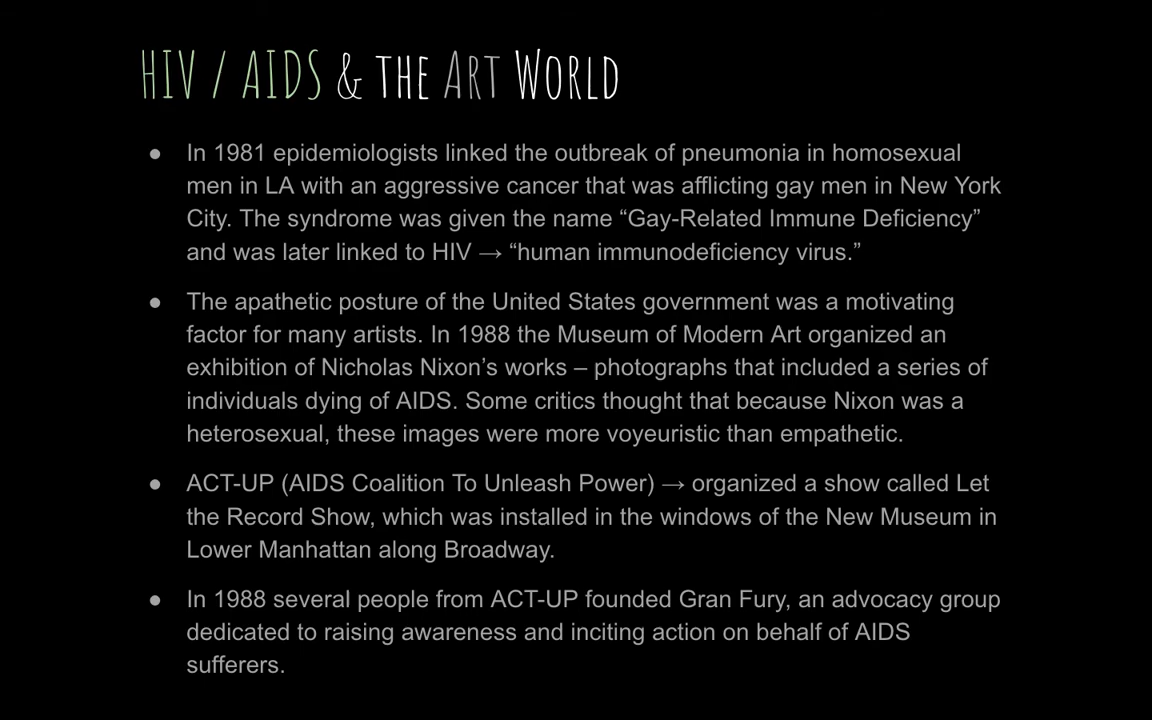 HIV / AIDS & THE ART WORLD
● In 1981 epidemiologists linked the outbreak of pneumonia in homosexual
men in LA with an aggressive cancer that was afflicting gay men in New York
City. The syndrome was given the name “Gay-Related Immune Deficiency”
and was later linked to HIV → “human immunodeficiency virus.”
● The apathetic posture of the United States government was a motivating
factor for many artists. In 1988 the Museum of Modern Art organized an
exhibition of Nicholas Nixon’s works – photographs that included a series of
individuals dying of AIDS. Some critics thought that because Nixon was a
heterosexual, these images were more voyeuristic than empathetic.
● ACT-UP (AIDS Coalition To Unleash Power) → organized a show called Let
the Record Show, which was installed in the windows of the New Museum in
Lower Manhattan along Broadway.
● In 1988 several people from ACT-UP founded Gran Fury, an advocacy group
dedicated to raising awareness and inciting action on behalf of AIDS
sufferers.